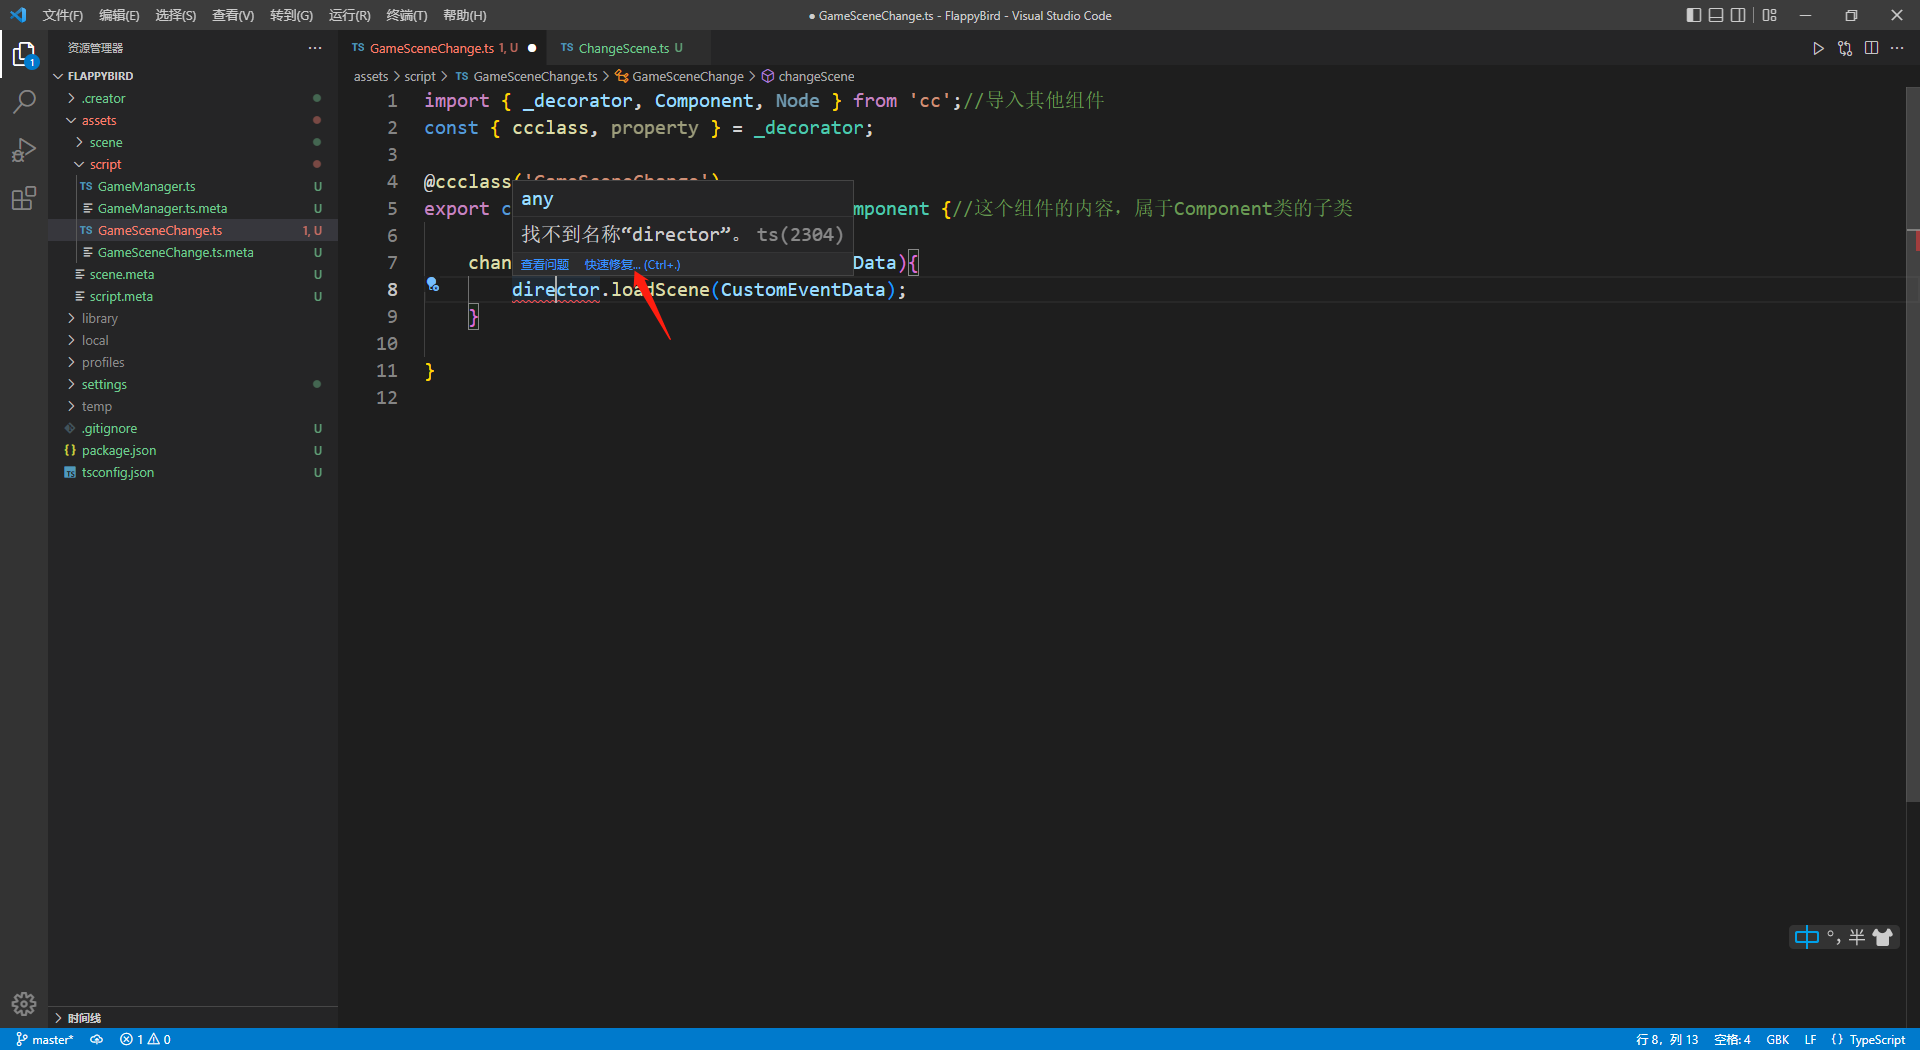 文件(F) 编辑(E) 选择(S) 查看(V) 转到(G) 运行(R) 终端(T) 帮助(H)
● GameSceneChange.ts - FlappyBird - Visual Studio Code
资源管理器
1
FLAPPYBIRD
.creator
assets
scene
script
TS GameManager.ts U
GameManager.ts.meta U
TS GameSceneChange.ts 1, U
GameSceneChange.ts.meta U
scene.meta U
script.meta U
library
local
profiles
settings
temp
.gitignore U
{} package.json U
TS tsconfig.json U
时间线
TS GameSceneChange.ts 1, U ●
TS ChangeScene.ts U
assets > script > TS GameSceneChange.ts > GameSceneChange > changeScene
1 import { _decorator, Component, Node } from 'cc';//导入其他组件
2 const { ccclass, property } = _decorator;
3
4 @ccclass('GameSceneChange')
5 export c
mponent {//这个组件的内容，属于Component类的子类
6
7 chan
Data){
any
找不到名称“director”。 ts(2304)
查看问题 快速修复... (Ctrl+.)
8 director.loadScene(CustomEventData);
9 }
10
11 }
12
中 °, 半
master* 1 0
行 8，列 13 空格: 4 GBK LF {} TypeScript